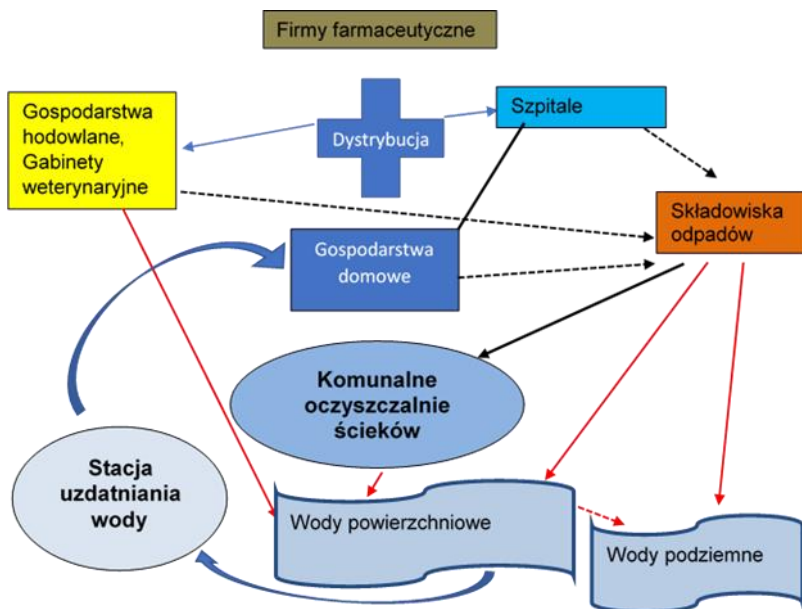 Firmy farmaceutyczne
Gospodarstwa
hodowlane,
Gabinety
weterynaryjne
Dystrybucja
Szpitale
Składowiska
odpadów
Gospodarstwa
domowe
Komunalne
oczyszczalnie
ścieków
Stacja
uzdatniania
wody
Wody powierzchniowe
Wody podziemne